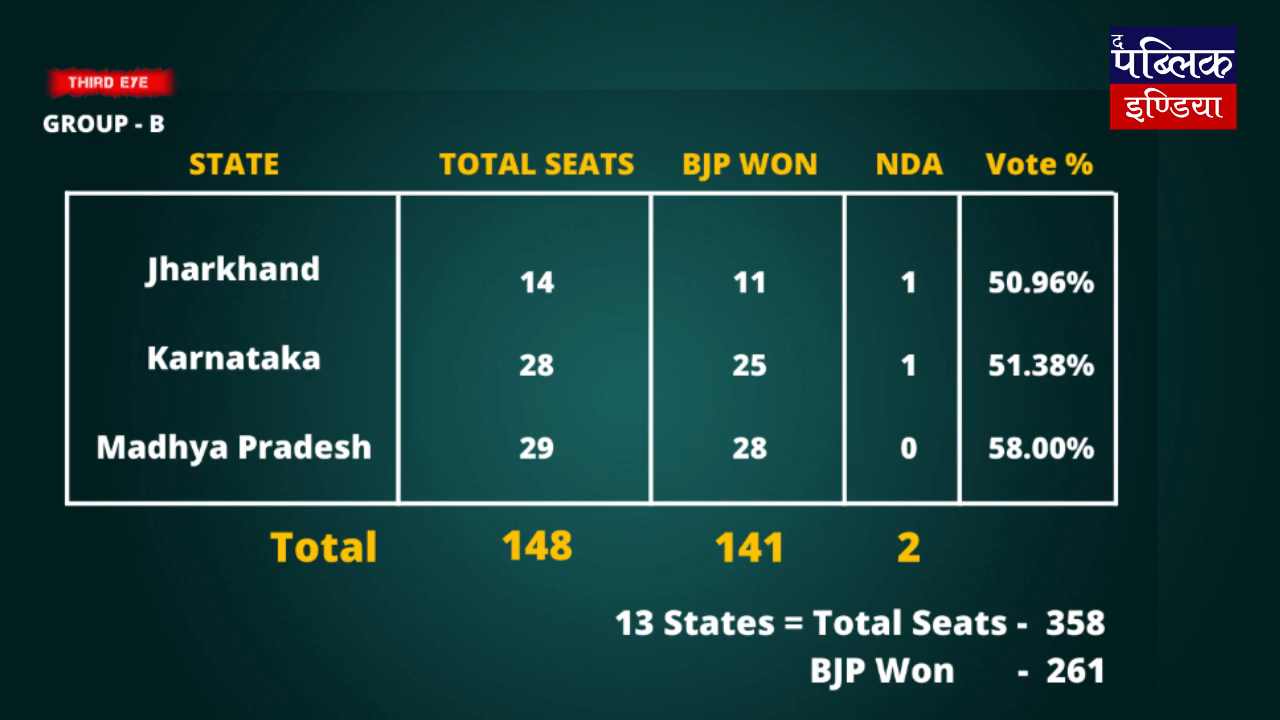 THIRD EYE
द पब्लिक
इण्डिया
GROUP - B
STATE TOTAL SEATS BJP WON NDA Vote %
Jharkhand 14 11 1 50.96%
Karnataka 28 25 1 51.38%
Madhya Pradesh 29 28 0 58.00%
Total 148 141 2
13 States = Total Seats - 358
BJP Won - 261